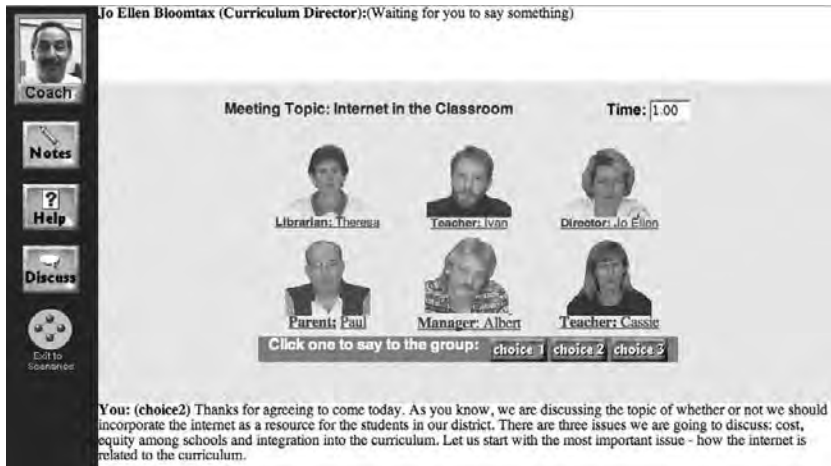 Jo Ellen Bloomtax (Curriculum Director):(Waiting for you to say something)
Coach
Notes
Help
Discuss
Exit to
Scenarios
Meeting Topic: Internet in the Classroom
Time: 1.00
Librarian: Theresa
Teacher: Ivan
Director: Jo Ellen
Parent: Paul
Manager: Albert
Teacher: Cassie
Click one to say to the group: choice 1 choice 2 choice 3
You: (choice2) Thanks for agreeing to come today. As you know, we are discussing the topic of whether or not we should
incorporate the internet as a resource for the students in our district. There are three issues we are going to discuss: cost,
equity among schools and integration into the curriculum. Let us start with the most important issue - how the internet is
related to the curriculum.